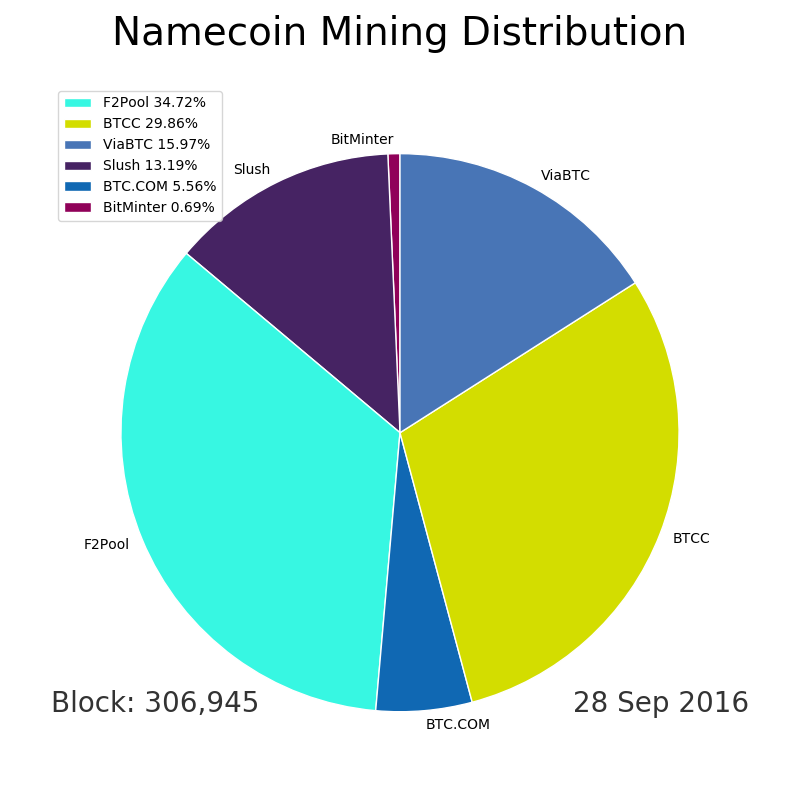 Namecoin Mining Distribution
F2Pool 34.72%
BTCC 29.86%
ViaBTC 15.97%
Slush 13.19%
BTC.COM 5.56%
BitMinter 0.69%
BitMinter
Slush
ViaBTC
BTCC
F2Pool
BTC.COM
Block: 306,945
28 Sep 2016